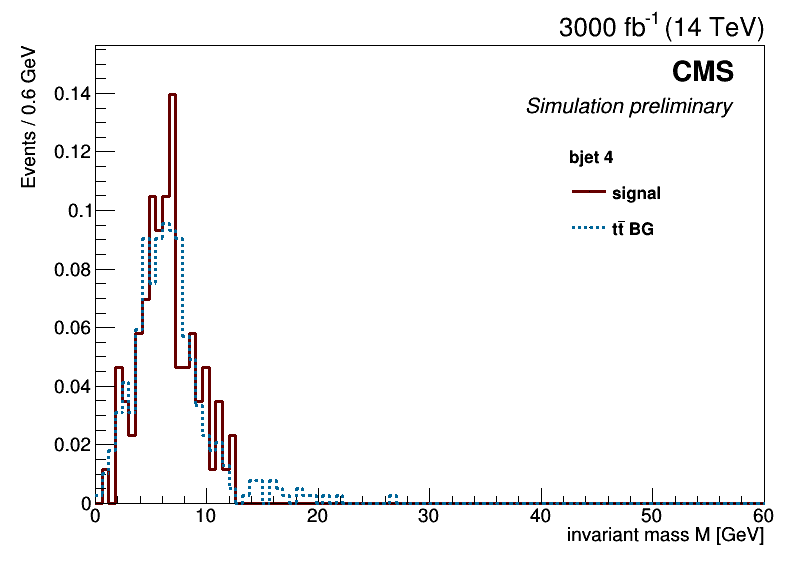 3000 fb⁻¹ (14 TeV)
Events / 0.6 GeV
CMS
Simulation preliminary
bjet 4
signal
tt̄ BG
0.14
0.12
0.1
0.08
0.06
0.04
0.02
0
0 10 20 30 40 50 60
invariant mass M [GeV]